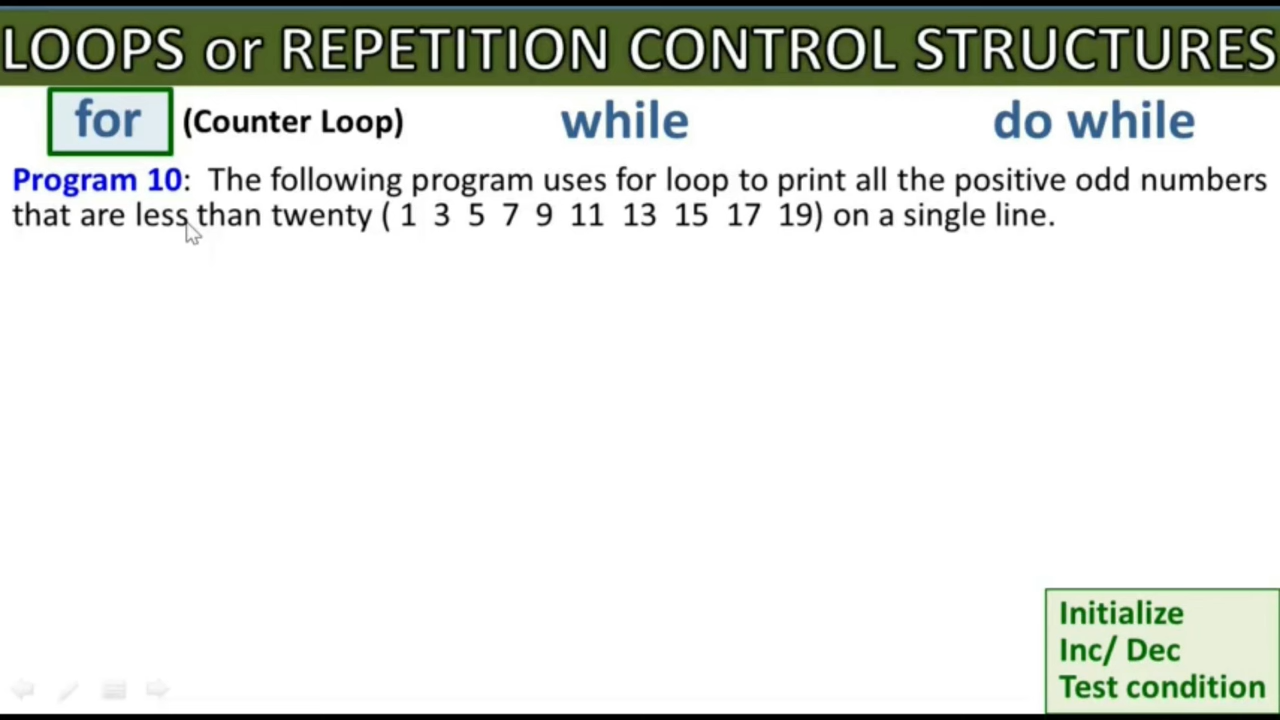 LOOPS or REPETITION CONTROL STRUCTURES
for (Counter Loop) while do while
Program 10: The following program uses for loop to print all the positive odd numbers
that are less than twenty ( 1 3 5 7 9 11 13 15 17 19) on a single line.
Initialize
Inc/ Dec
Test condition